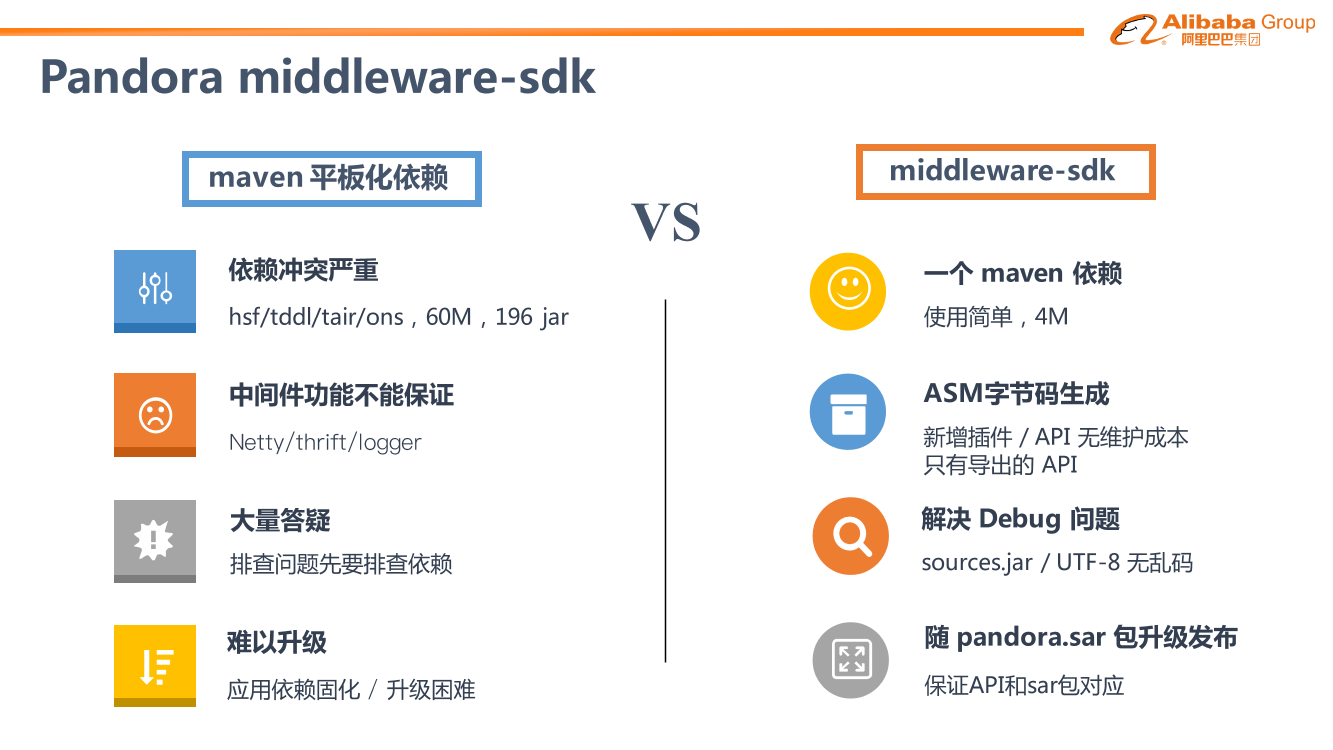 Alibaba Group
阿里巴巴集团
Pandora middleware-sdk
maven 平板化依赖
VS
middleware-sdk
依赖冲突严重
hsf/tddl/tair/ons，60M，196 jar
中间件功能不能保证
Netty/thrift/logger
大量答疑
排查问题先要排查依赖
难以升级
应用依赖固化 / 升级困难
一个 maven 依赖
使用简单，4M
ASM字节码生成
新增插件 / API 无维护成本
只有导出的 API
解决 Debug 问题
sources.jar / UTF-8 无乱码
随 pandora.sar 包升级发布
保证API和sar包对应